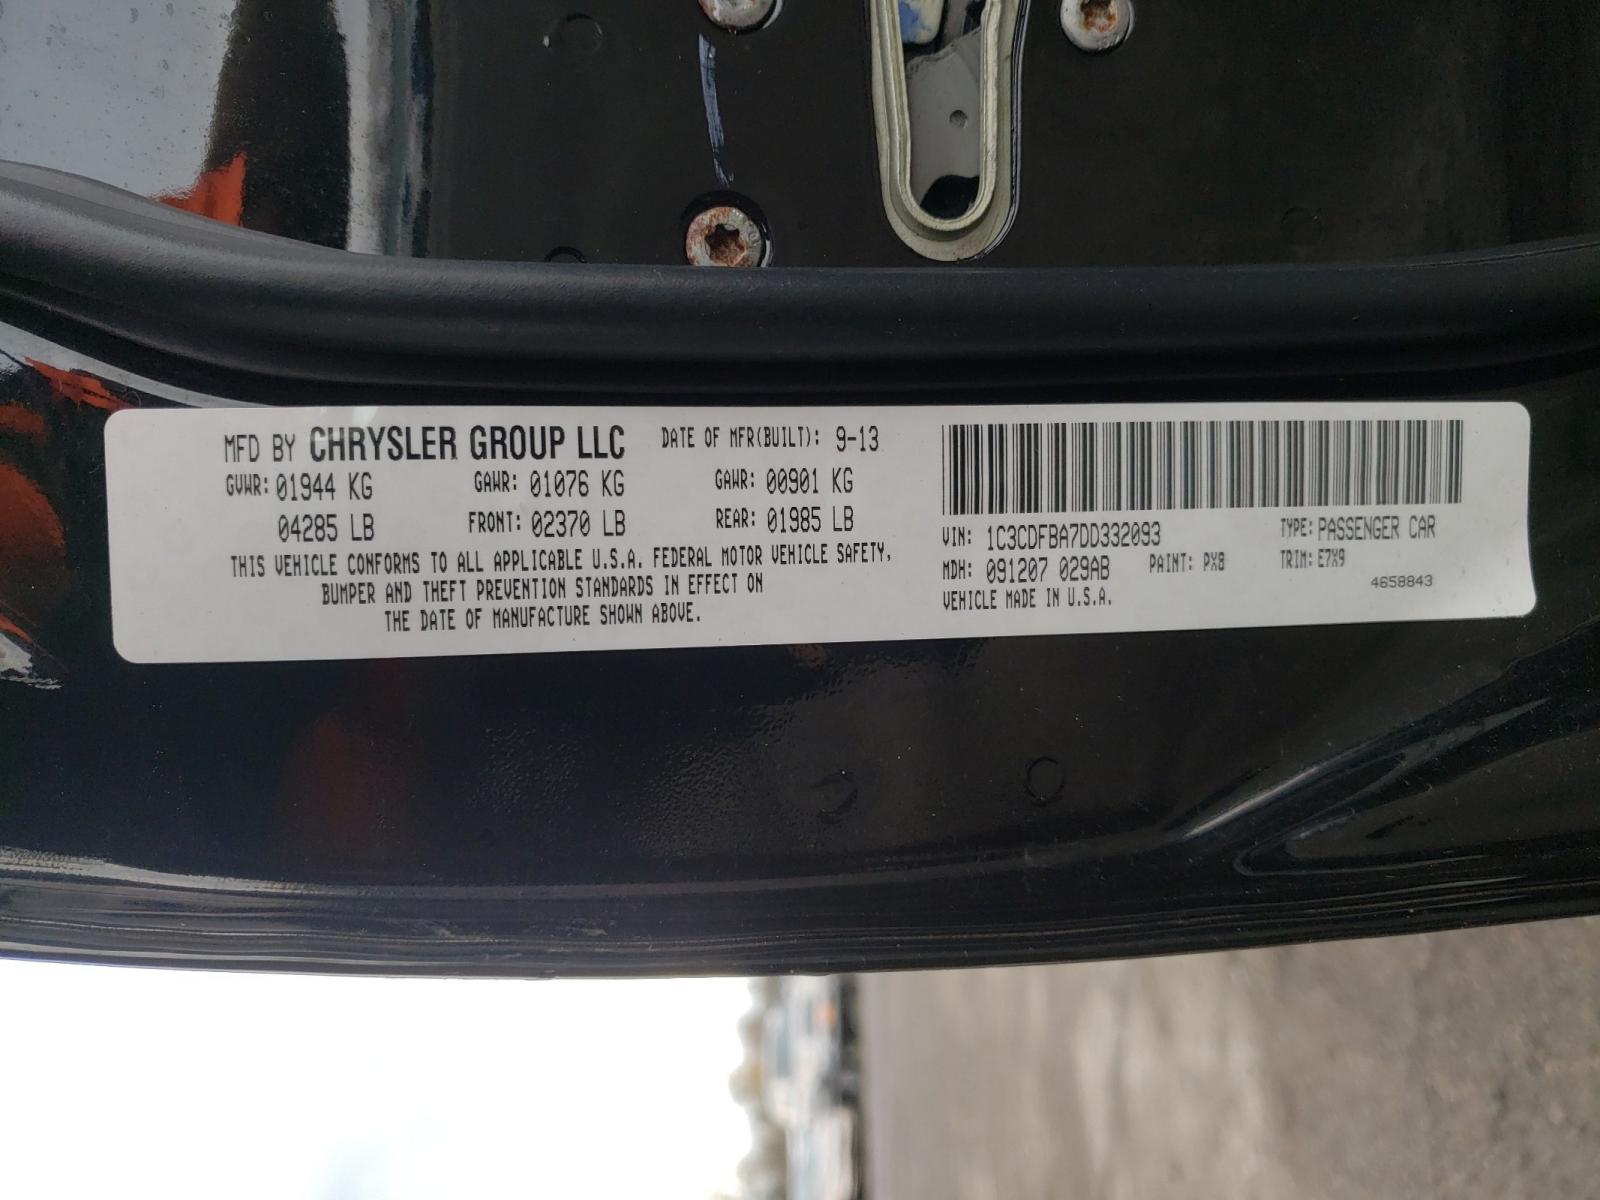 MFD BY CHRYSLER GROUP LLC DATE OF MFR(BUILT): 9-13
GVWR: 01944 KG GAWR: 01076 KG GAWR: 00901 KG
04285 LB FRONT: 02370 LB REAR: 01985 LB
THIS VEHICLE CONFORMS TO ALL APPLICABLE U.S.A. FEDERAL MOTOR VEHICLE SAFETY,
BUMPER AND THEFT PREVENTION STANDARDS IN EFFECT ON
THE DATE OF MANUFACTURE SHOWN ABOVE.
VIN: 1C3CDFBA7DD332093 TYPE: PASSENGER CAR
MDH: 091207 029AB PAINT: PX8 TRIM: E7X9
VEHICLE MADE IN U.S.A. 4658843